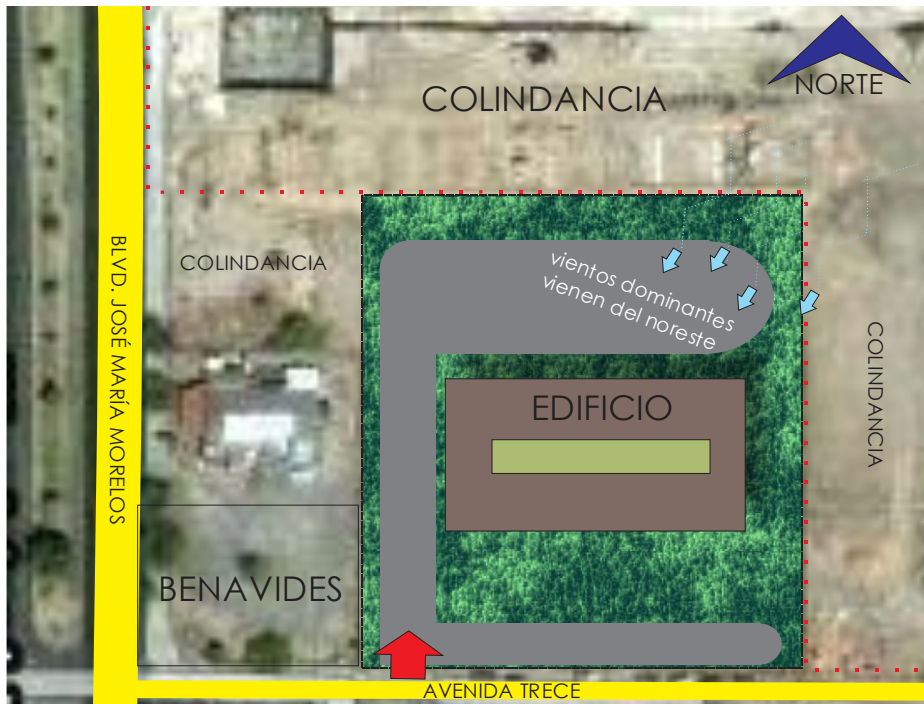 NORTE
COLINDANCIA
COLINDANCIA
BLVD. JOSÉ MARÍA MORELOS
vientos dominantes
vienen del noreste
COLINDANCIA
EDIFICIO
BENAVIDES
AVENIDA TRECE